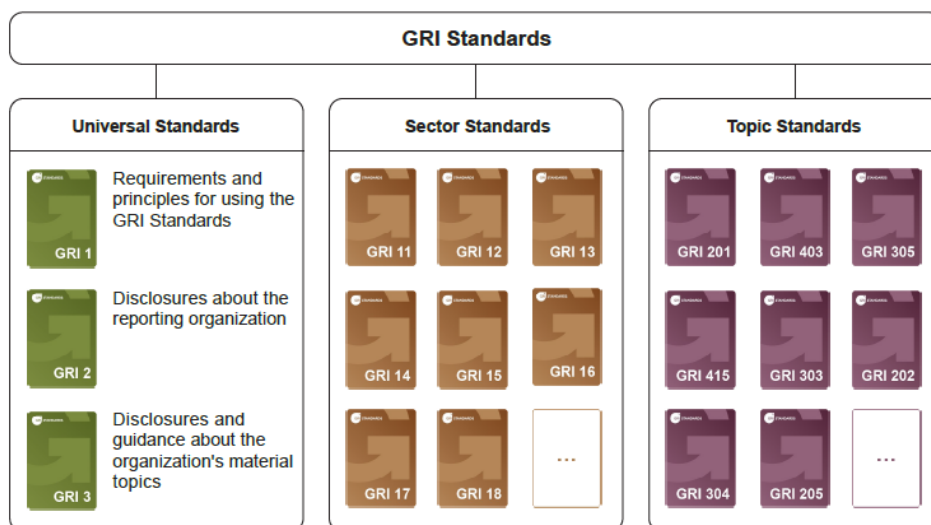 GRI Standards
Universal Standards
GRI 1
Requirements and
principles for using the
GRI Standards
GRI 2
Disclosures about the
reporting organization
GRI 3
Disclosures and
guidance about the
organization's material
topics
Sector Standards
GRI 11
GRI 12
GRI 13
GRI 14
GRI 15
GRI 16
GRI 17
GRI 18
...
Topic Standards
GRI 201
GRI 403
GRI 305
GRI 415
GRI 303
GRI 202
GRI 304
GRI 205
...